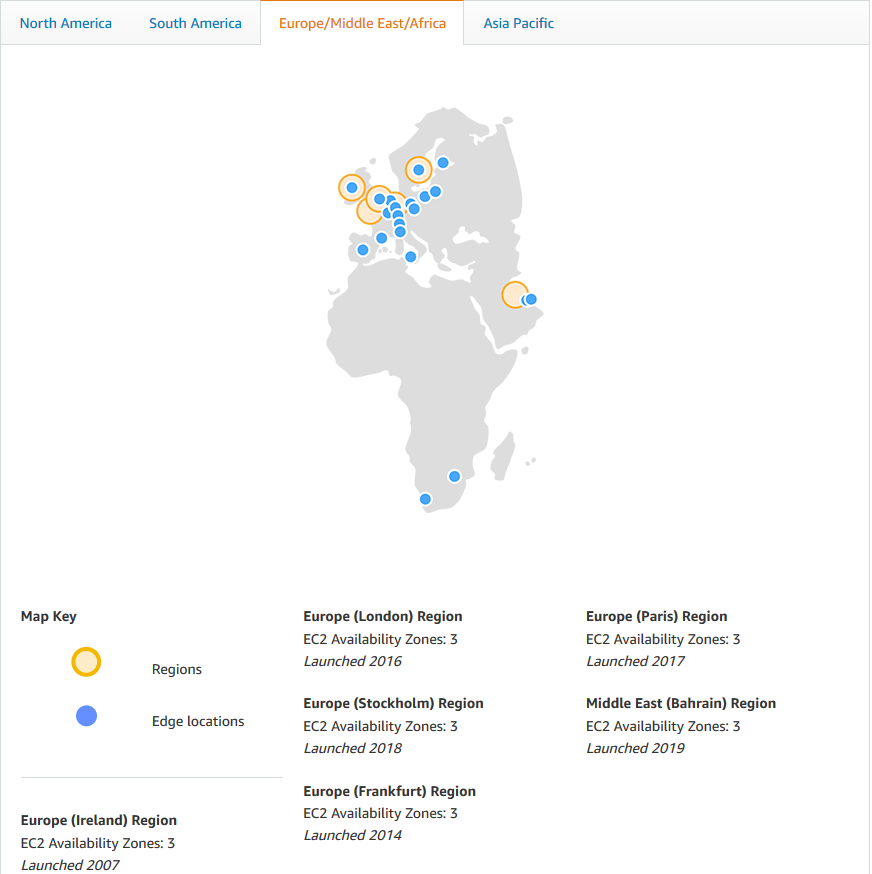 North America
South America
Europe/Middle East/Africa
Asia Pacific
Map Key
Regions
Edge locations
Europe (Ireland) Region
EC2 Availability Zones: 3
Launched 2007
Europe (London) Region
EC2 Availability Zones: 3
Launched 2016
Europe (Stockholm) Region
EC2 Availability Zones: 3
Launched 2018
Europe (Frankfurt) Region
EC2 Availability Zones: 3
Launched 2014
Europe (Paris) Region
EC2 Availability Zones: 3
Launched 2017
Middle East (Bahrain) Region
EC2 Availability Zones: 3
Launched 2019